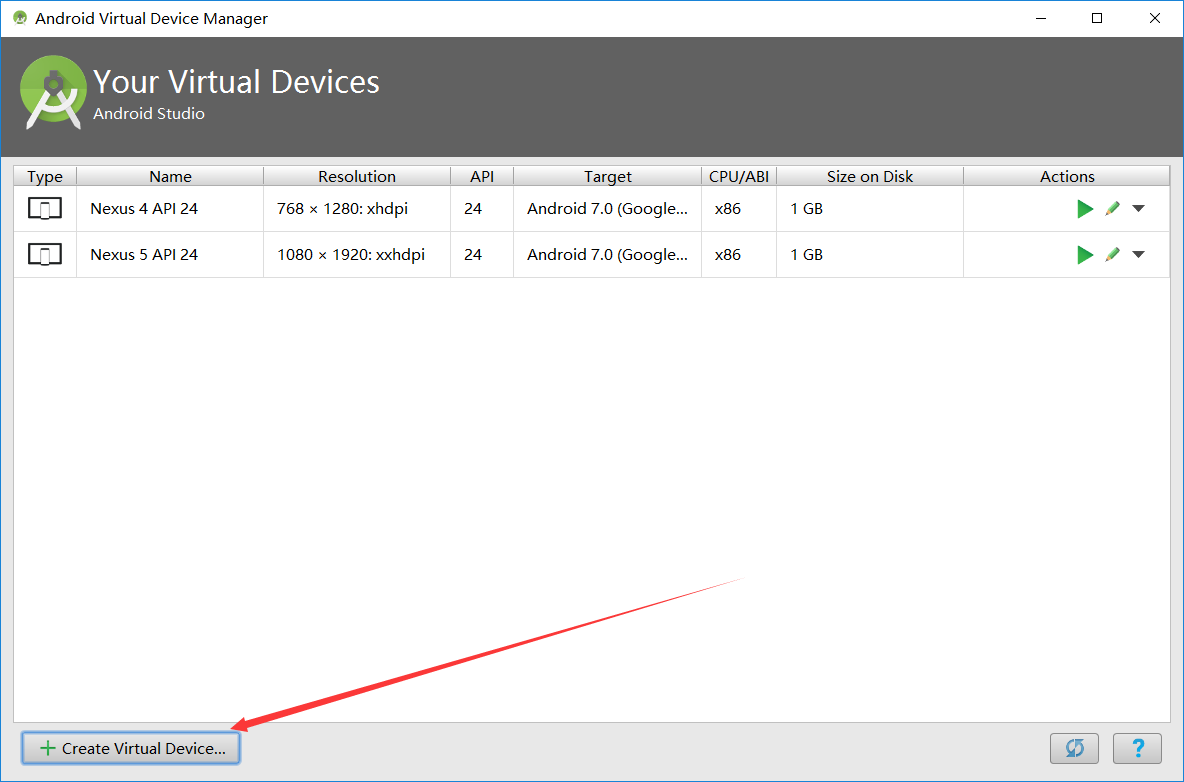 Android Virtual Device Manager
Your Virtual Devices
Android Studio
Type Name Resolution API Target CPU/ABI Size on Disk Actions
Nexus 4 API 24 768 × 1280: xhdpi 24 Android 7.0 (Google... x86 1 GB
Nexus 5 API 24 1080 × 1920: xxhdpi 24 Android 7.0 (Google... x86 1 GB
Create Virtual Device... ?